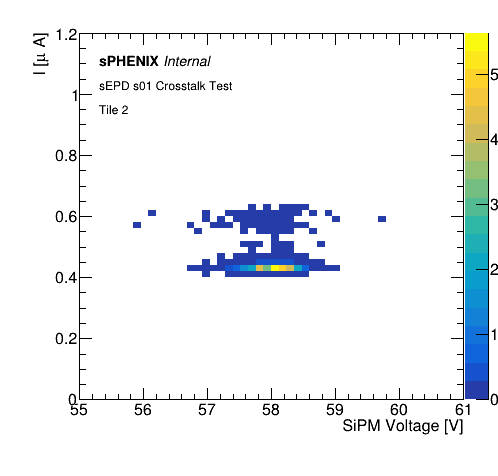 I [μ A]
1.2
1
0.8
0.6
0.4
0.2
0
sPHENIX Internal
sEPD s01 Crosstalk Test
Tile 2
55 56 57 58 59 60 61
SiPM Voltage [V]
5
4
3
2
1
0